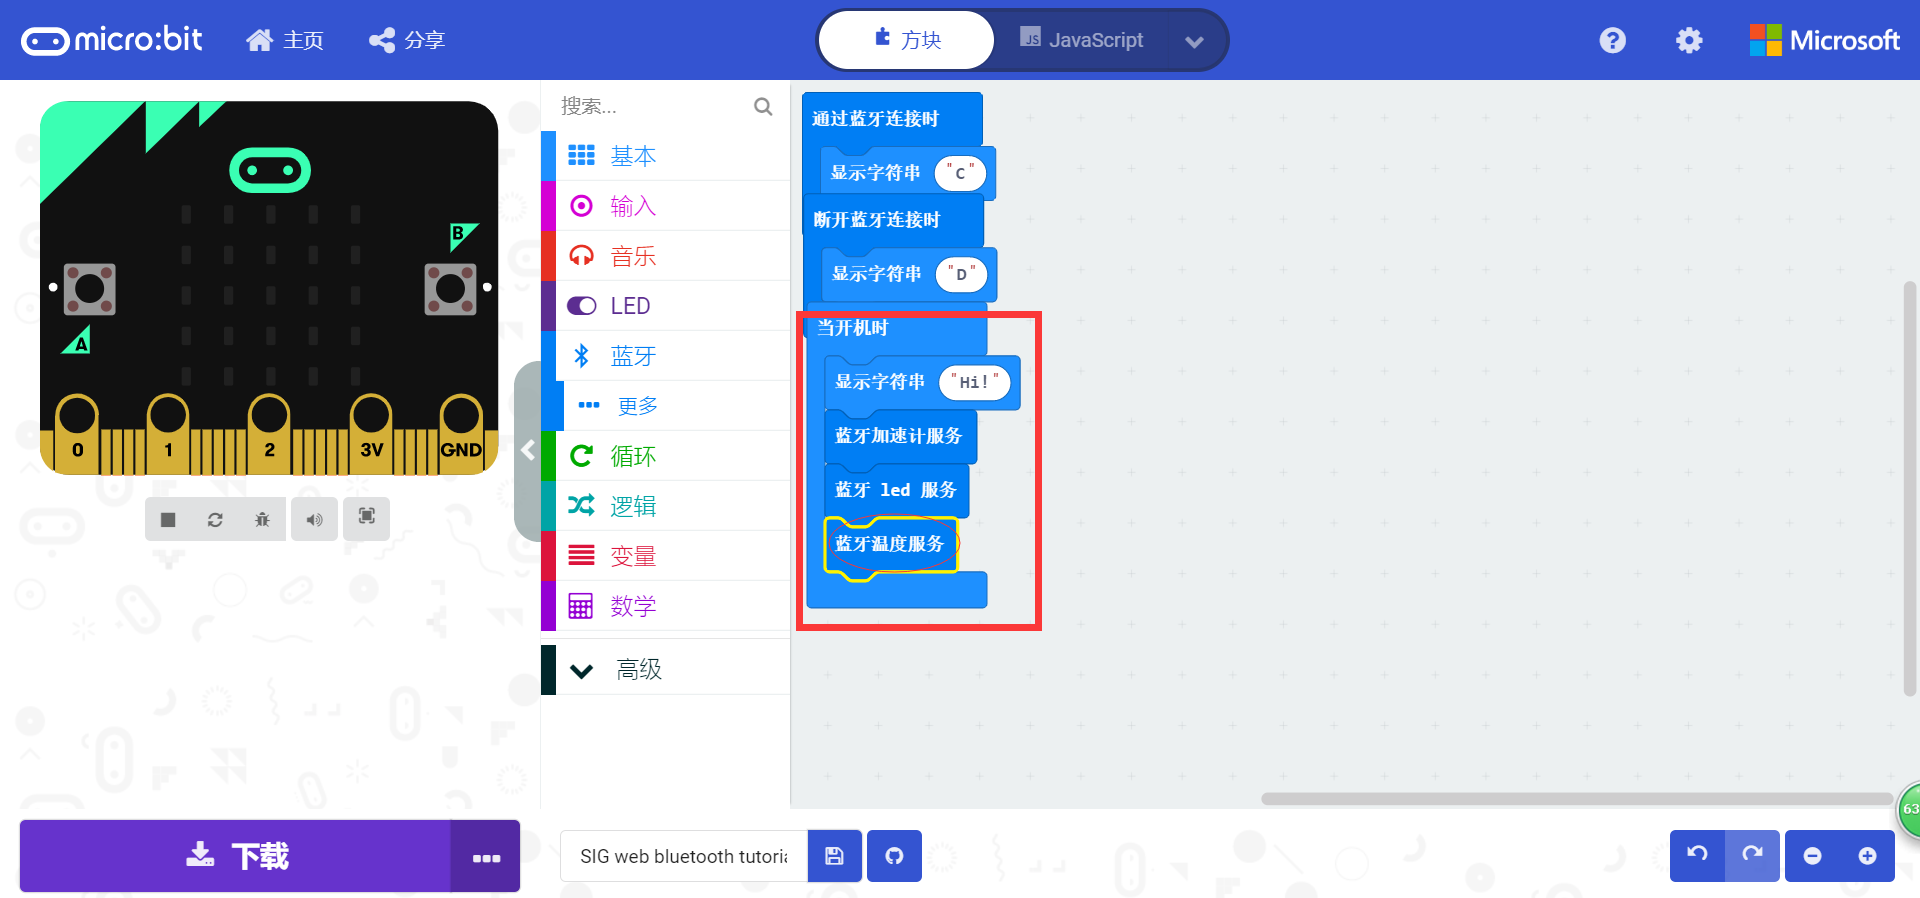 micro:bit 主页 分享 方块 JS JavaScript Microsoft
搜索...
基本
输入
音乐
LED
蓝牙
更多
循环
逻辑
变量
数学
高级
B
A
0 1 2 3V GND
通过蓝牙连接时
显示字符串 "C"
断开蓝牙连接时
显示字符串 "D"
当开机时
显示字符串 "Hi!"
蓝牙加速计服务
蓝牙 led 服务
蓝牙温度服务
63
下载
SIG web bluetooth tutoria